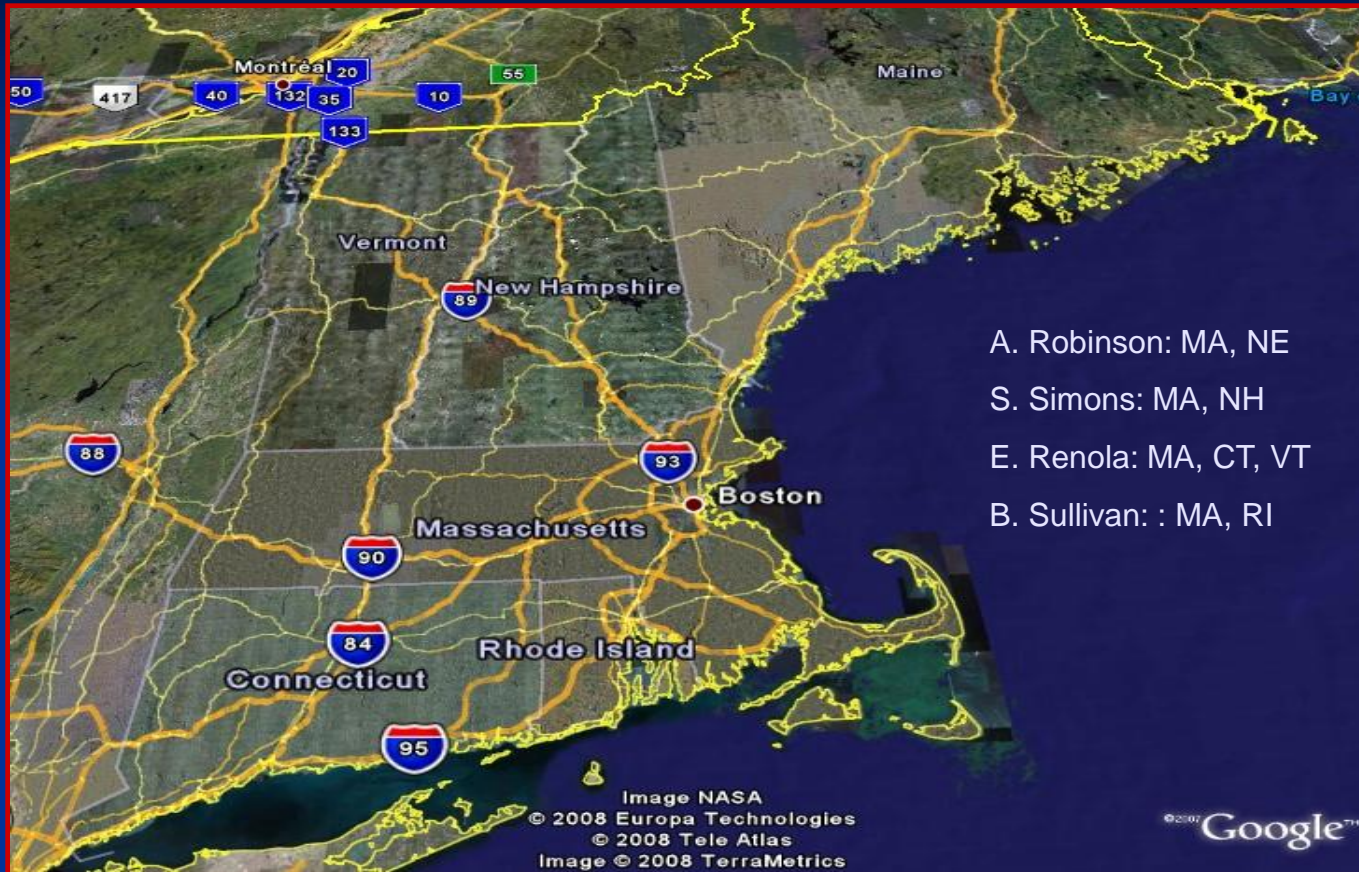 Montréal
20
55
Maine
50
417
40
132
35
10
Bay
133
Vermont
New Hampshire
89
A. Robinson: MA, NE
S. Simons: MA, NH
E. Renola: MA, CT, VT
B. Sullivan: : MA, RI
88
93
Boston
Massachusetts
90
84
Rhode Island
Connecticut
95
Image NASA
© 2008 Europa Technologies
© 2008 Tele Atlas
Image © 2008 TerraMetrics
©2007 Google™